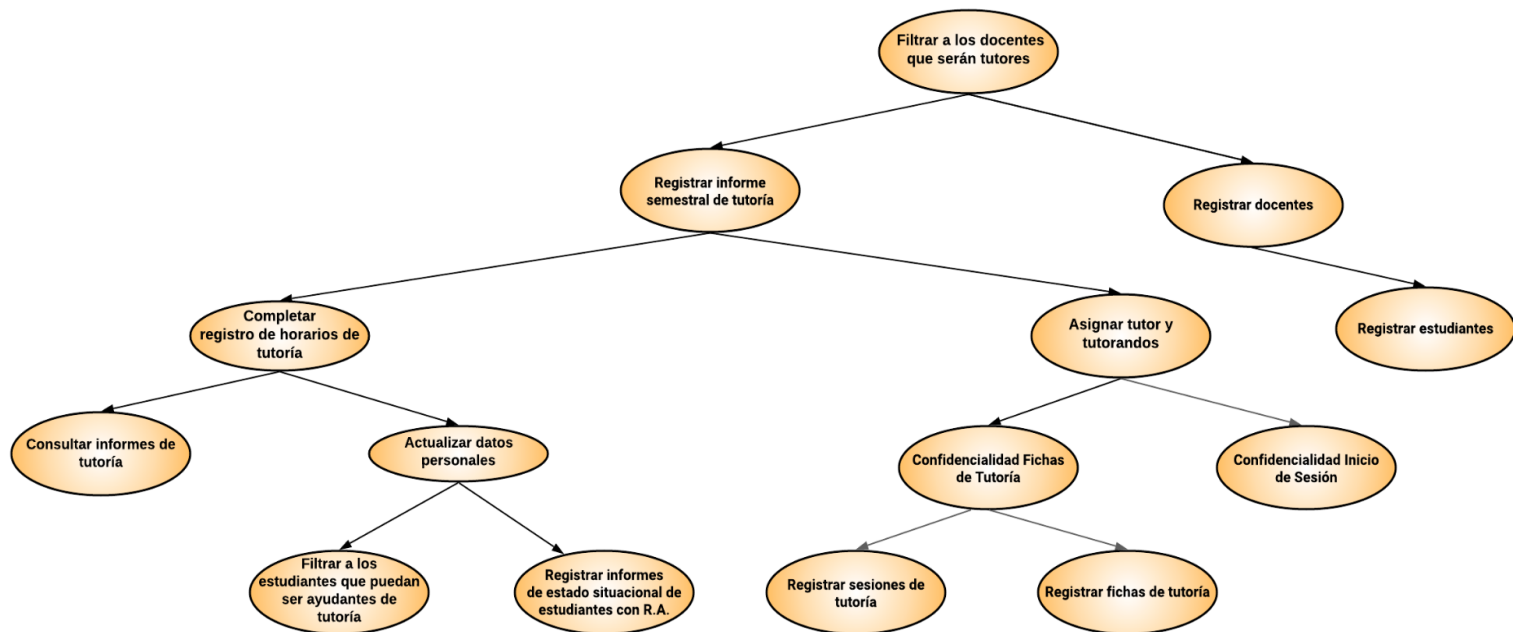 Filtrar a los docentes
que serán tutores
Registrar informe
semestral de tutoría
Registrar docentes
Completar
registro de horarios de
tutoría
Asignar tutor y
tutorandos
Registrar estudiantes
Consultar informes de
tutoría
Actualizar datos
personales
Confidencialidad Fichas
de Tutoría
Confidencialidad Inicio
de Sesión
Filtrar a los
estudiantes que puedan
ser ayudantes de
tutoría
Registrar informes
de estado situacional de
estudiantes con R.A.
Registrar sesiones de
tutoría
Registrar fichas de tutoría